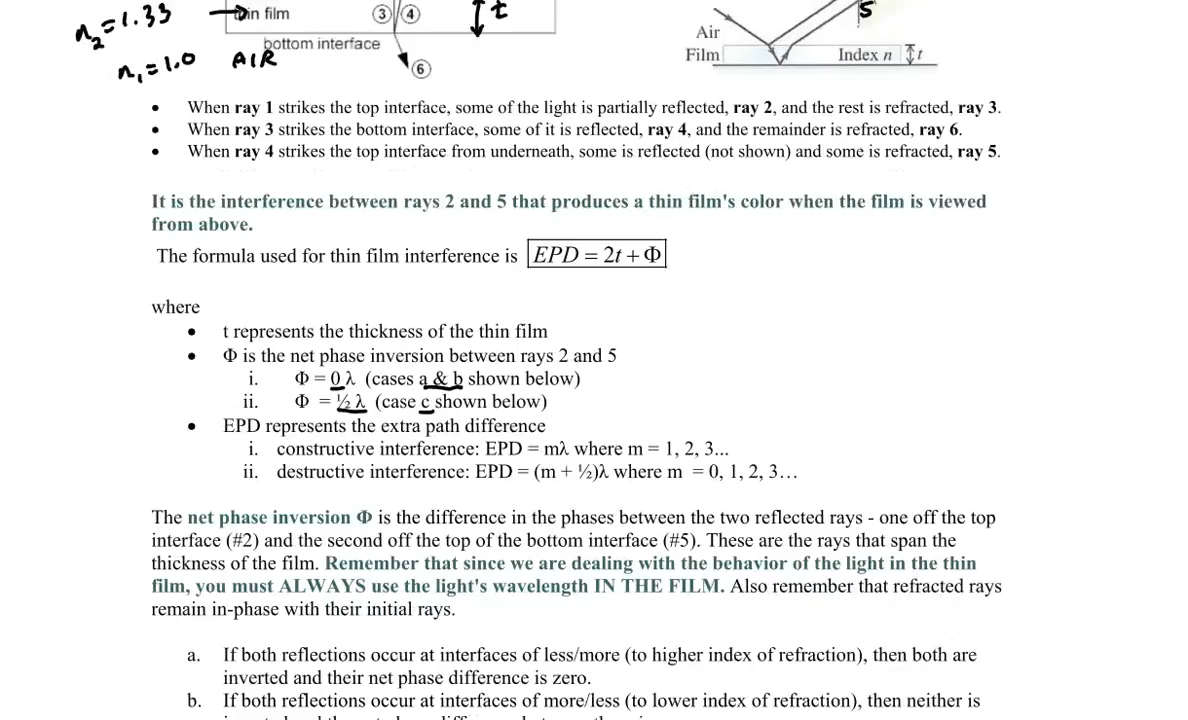 n₂=1.33
thin film
③ ④
t
5
bottom interface
n₁=1.0 AIR
⑥
Air
Film
Index n
t
• When ray 1 strikes the top interface, some of the light is partially reflected, ray 2, and the rest is refracted, ray 3.
• When ray 3 strikes the bottom interface, some of it is reflected, ray 4, and the remainder is refracted, ray 6.
• When ray 4 strikes the top interface from underneath, some is reflected (not shown) and some is refracted, ray 5.
It is the interference between rays 2 and 5 that produces a thin film's color when the film is viewed
from above.
The formula used for thin film interference is EPD = 2t + Φ
where
• t represents the thickness of the thin film
• Φ is the net phase inversion between rays 2 and 5
i. Φ = 0 λ (cases a & b shown below)
ii. Φ = ½ λ (case c shown below)
• EPD represents the extra path difference
i. constructive interference: EPD = mλ where m = 1, 2, 3...
ii. destructive interference: EPD = (m + ½)λ where m = 0, 1, 2, 3…
The net phase inversion Φ is the difference in the phases between the two reflected rays - one off the top
interface (#2) and the second off the top of the bottom interface (#5). These are the rays that span the
thickness of the film. Remember that since we are dealing with the behavior of the light in the thin
film, you must ALWAYS use the light's wavelength IN THE FILM. Also remember that refracted rays
remain in-phase with their initial rays.
a. If both reflections occur at interfaces of less/more (to higher index of refraction), then both are
inverted and their net phase difference is zero.
b. If both reflections occur at interfaces of more/less (to lower index of refraction), then neither is